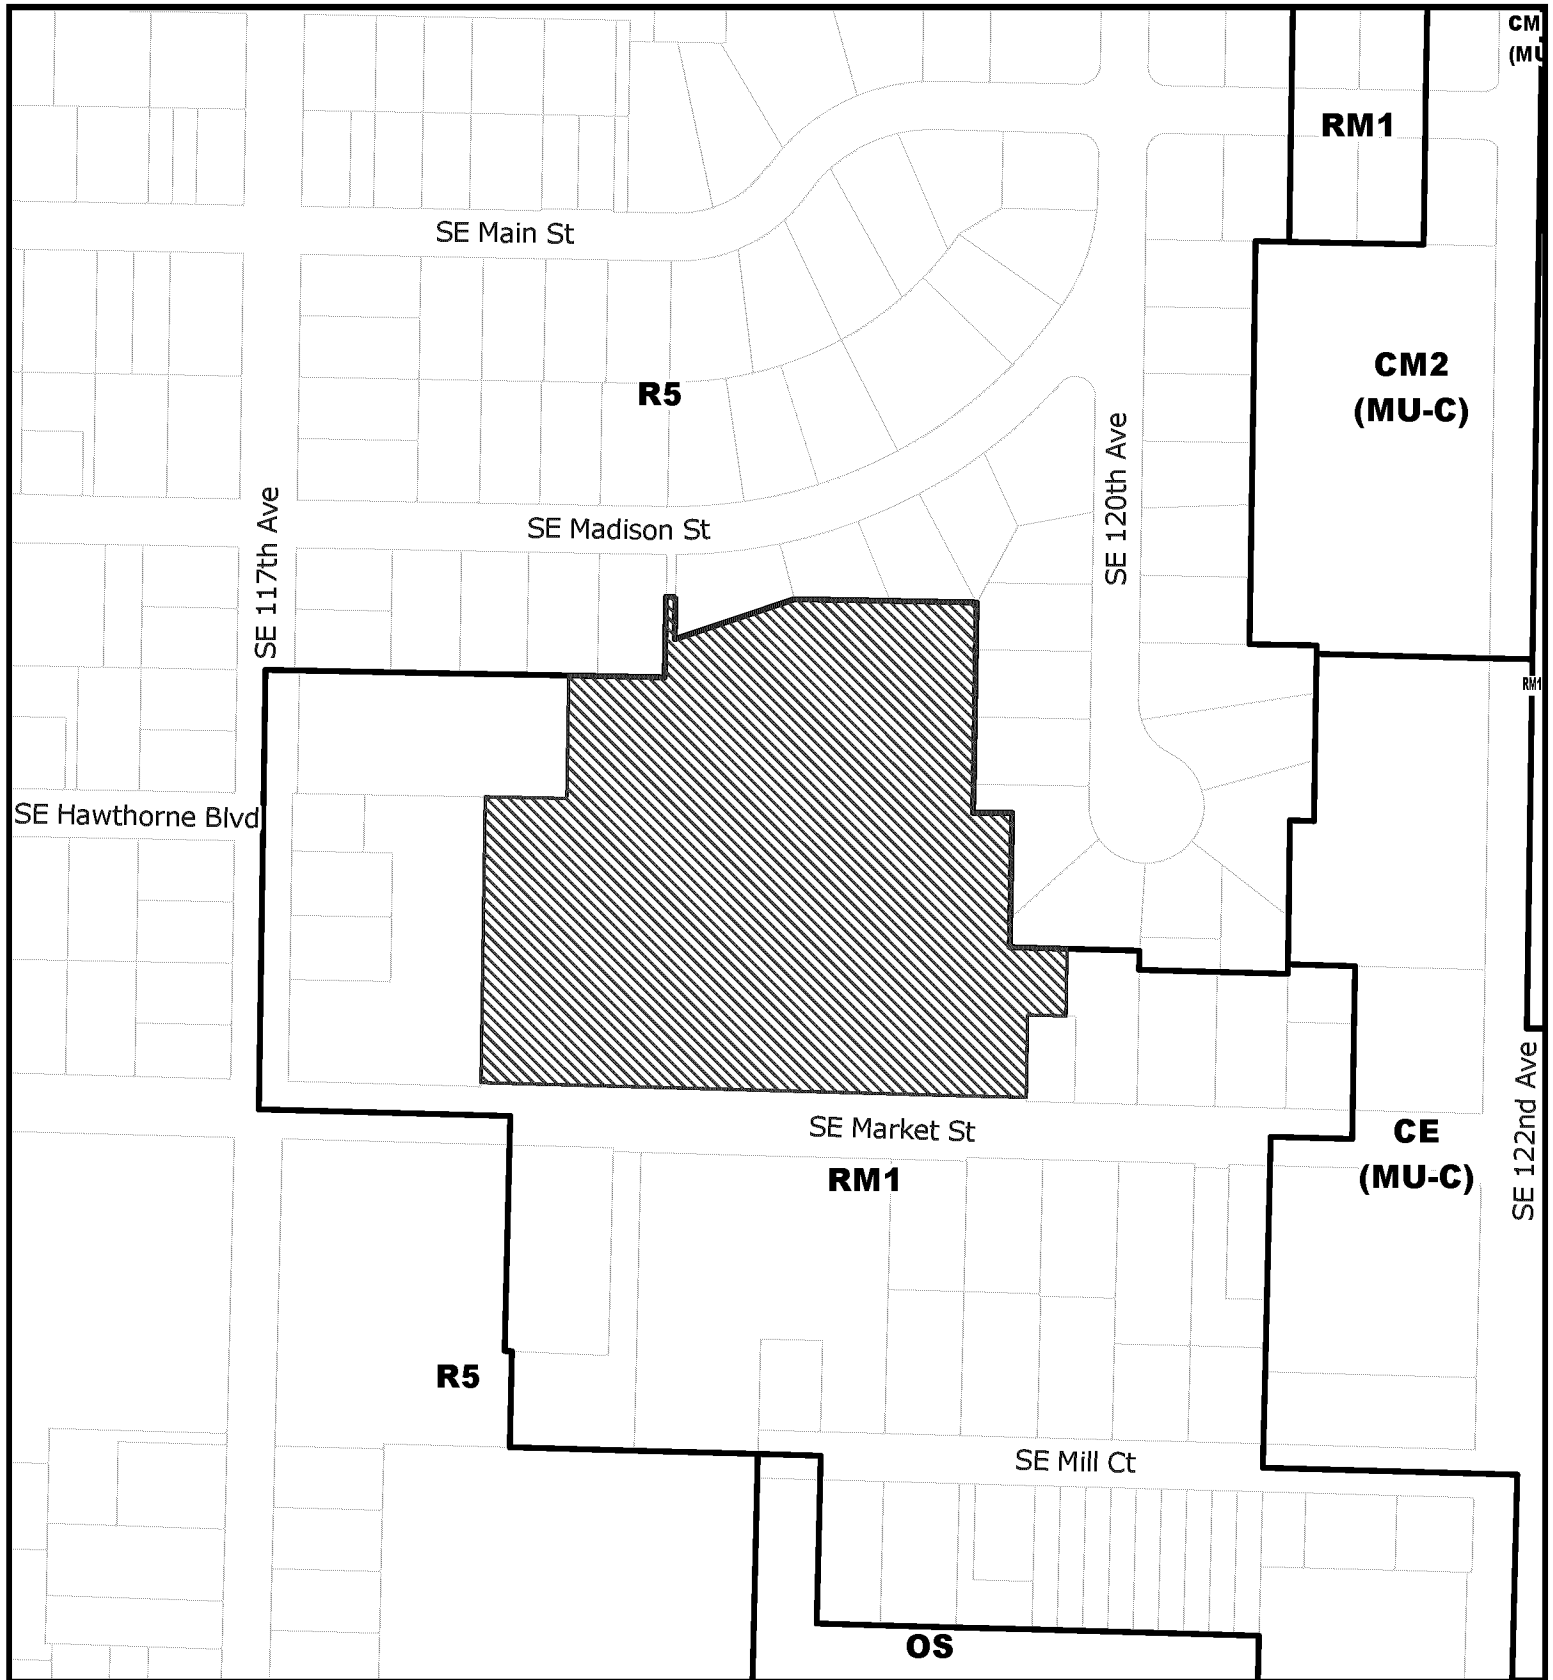 CM
(MU
RM1
SE Main St
CM2
(MU-C)
R5
SE 120th Ave
SE 117th Ave
SE Madison St
RM1
SE Hawthorne Blvd
SE Market St
CE
(MU-C)
SE 122nd Ave
RM1
R5
SE Mill Ct
OS